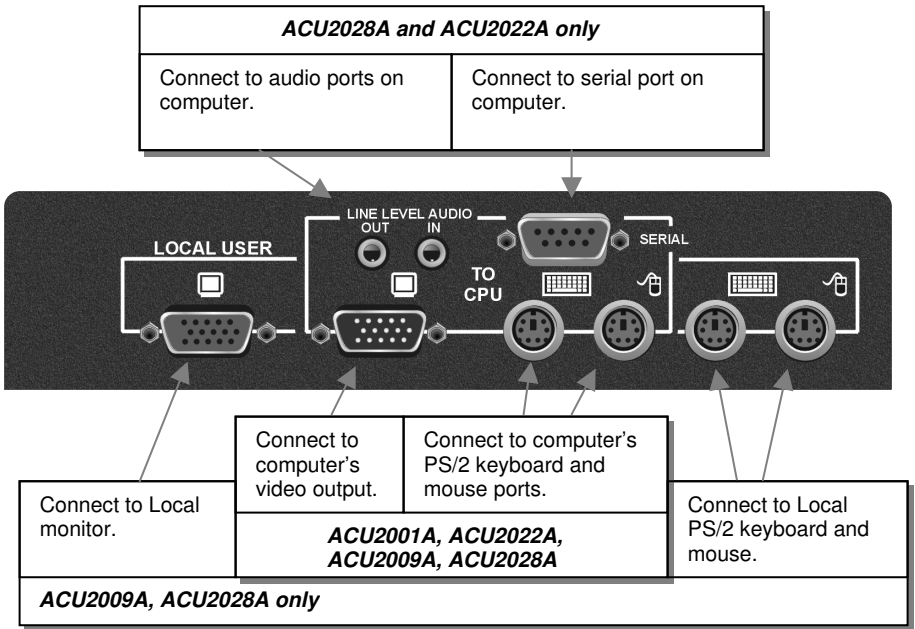 ACU2028A and ACU2022A only
Connect to audio ports on
computer.
Connect to serial port on
computer.
LINE LEVEL AUDIO
OUT
IN
SERIAL
LOCAL USER
TO
CPU
Connect to
computer's
video output.
Connect to computer's
PS/2 keyboard and
mouse ports.
Connect to Local
monitor.
Connect to Local
PS/2 keyboard and
mouse.
ACU2001A, ACU2022A,
ACU2009A, ACU2028A
ACU2009A, ACU2028A only